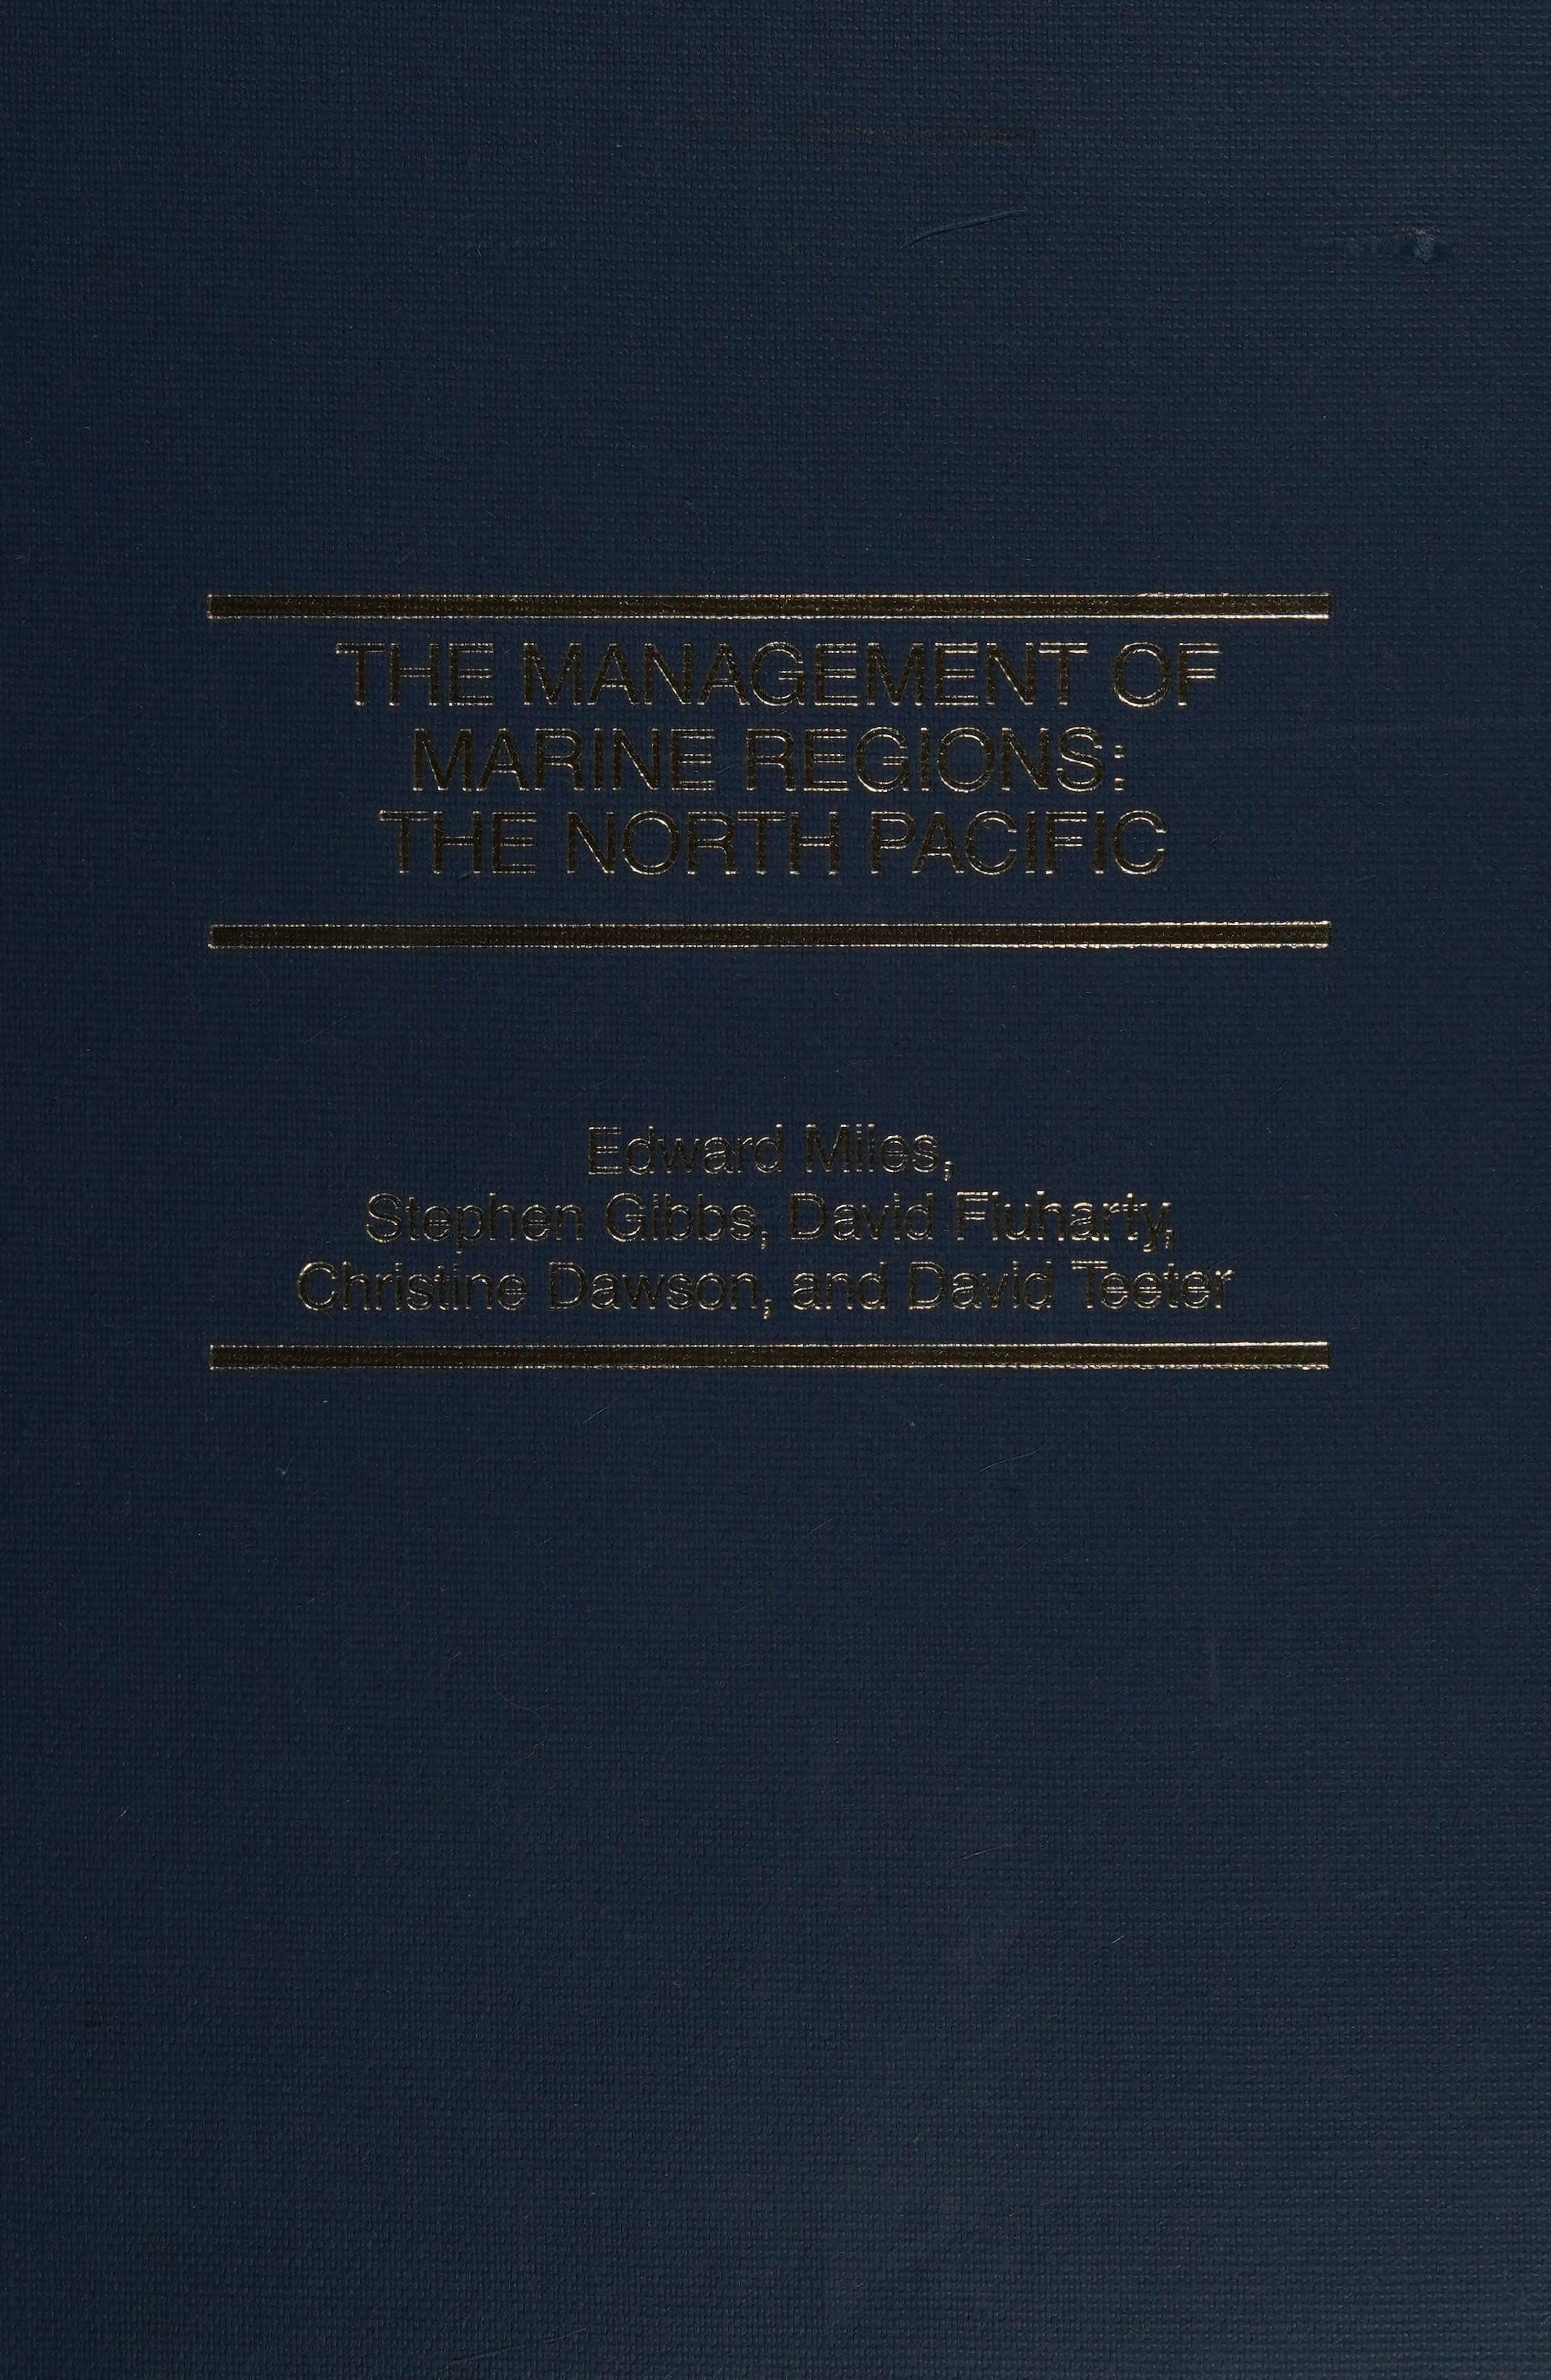 THE MANAGEMENT OF
MARINE REGIONS:
THE NORTH PACIFIC
Edward Miles,
Stephen Gibbs, David Fluharty,
Christine Dawson, and David Teeter